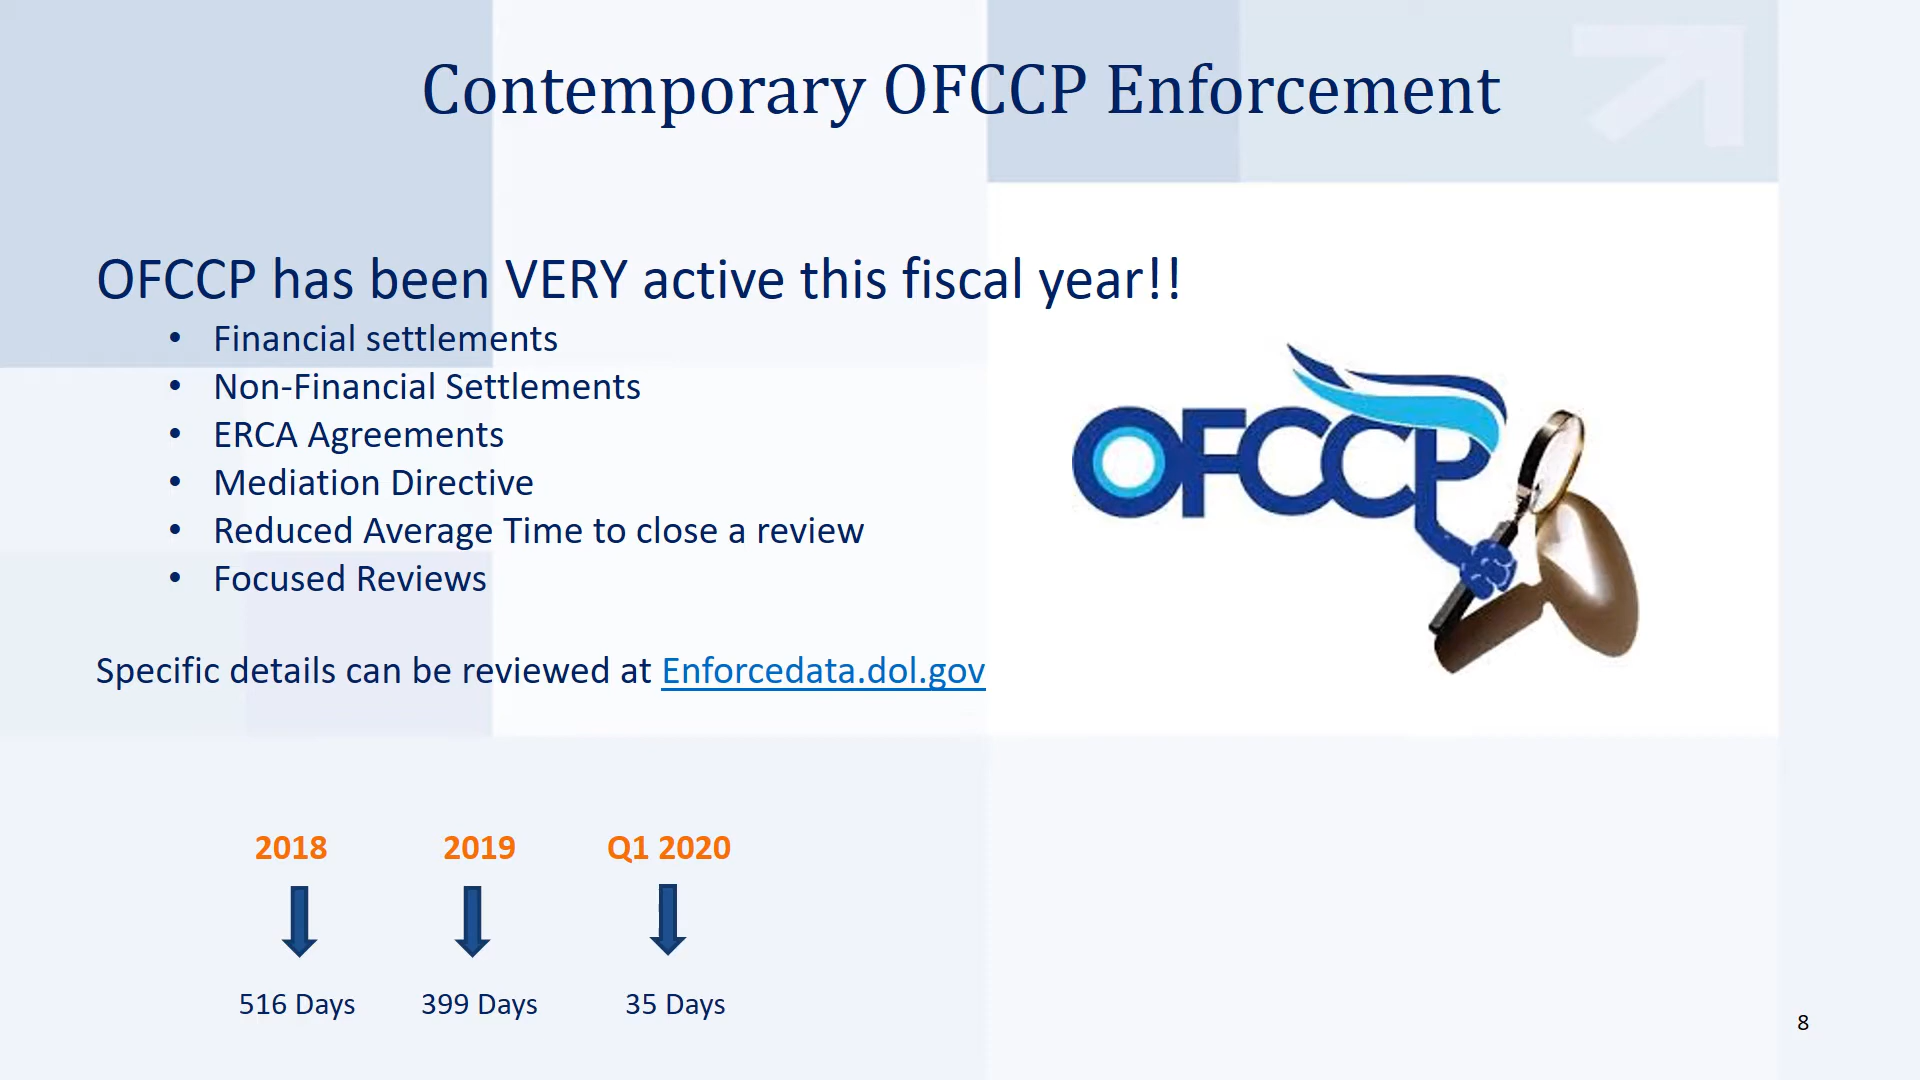 Contemporary OFCCP Enforcement
OFCCP has been VERY active this fiscal year!!
• Financial settlements
• Non-Financial Settlements
• ERCA Agreements
• Mediation Directive
• Reduced Average Time to close a review
• Focused Reviews
OFCCP
Specific details can be reviewed at Enforcedata.dol.gov
2018 2019 Q1 2020
516 Days 399 Days 35 Days
8